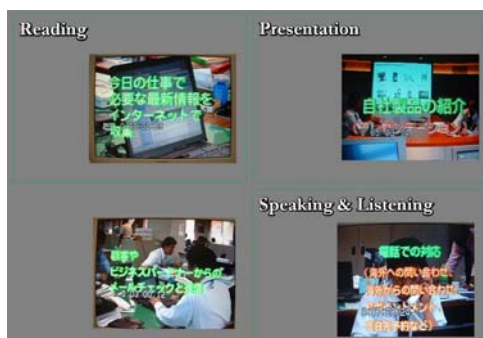 Reading
今日の仕事で
必要な最新情報を
インターネットで
Presentation
自社製品の紹介
顧客や
ビジネスパートナーからの
メールチェックと
Speaking & Listening
電話での対応
(海外への問い合わせ、
海外からの問い合わせ、
など)